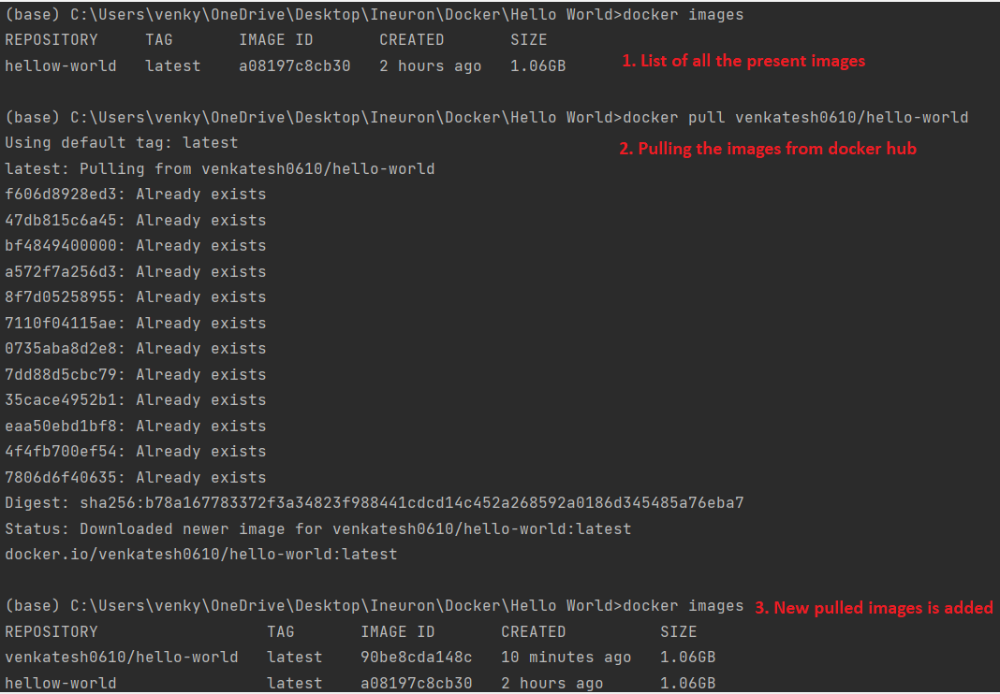 (base) C:\Users\venky\OneDrive\Desktop\Ineuron\Docker\Hello World>docker images
REPOSITORY TAG IMAGE ID CREATED SIZE
hellow-world latest a08197c8cb30 2 hours ago 1.06GB
1. List of all the present images
(base) C:\Users\venky\OneDrive\Desktop\Ineuron\Docker\Hello World>docker pull venkatesh0610/hello-world
Using default tag: latest
2. Pulling the images from docker hub
latest: Pulling from venkatesh0610/hello-world
f606d8928ed3: Already exists
47db815c6a45: Already exists
bf4849400000: Already exists
a572f7a256d3: Already exists
8f7d05258955: Already exists
7110f04115ae: Already exists
0735aba8d2e8: Already exists
7dd88d5cbc79: Already exists
35cace4952b1: Already exists
eaa50ebd1bf8: Already exists
4f4fb700ef54: Already exists
7806d6f40635: Already exists
Digest: sha256:b78a167783372f3a34823f988441cdcd14c452a268592a0186d345485a76eba7
Status: Downloaded newer image for venkatesh0610/hello-world:latest
docker.io/venkatesh0610/hello-world:latest
(base) C:\Users\venky\OneDrive\Desktop\Ineuron\Docker\Hello World>docker images
3. New pulled images is added
REPOSITORY TAG IMAGE ID CREATED SIZE
venkatesh0610/hello-world latest 90be8cda148c 10 minutes ago 1.06GB
hellow-world latest a08197c8cb30 2 hours ago 1.06GB